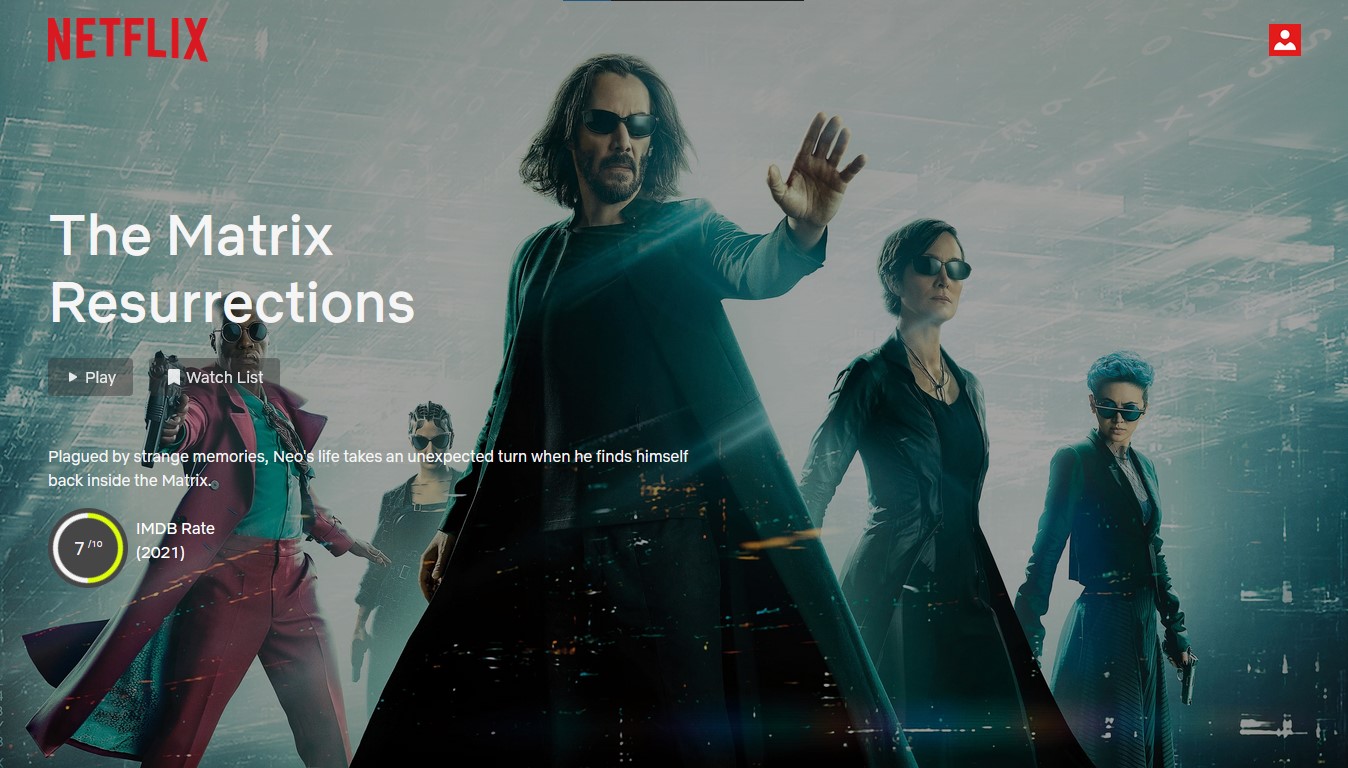 NETFLIX
The Matrix
Resurrections
Play
Watch List
Plagued by strange memories, Neo's life takes an unexpected turn when he finds himself
back inside the Matrix.
7 /10
IMDB Rate
(2021)